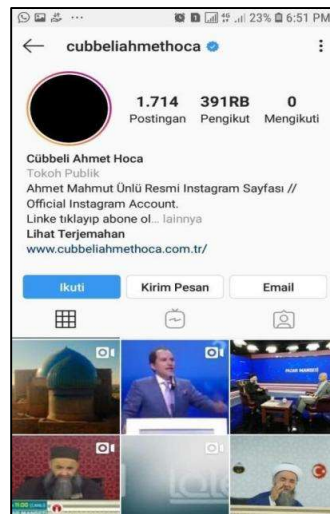 23% 6:51 PM
cubbeliahmethoca
1.714 391RB 0
Postingan Pengikut Mengikuti
Cübbeli Ahmet Hoca
Tokoh Publik
Ahmet Mahmut Ünlü Resmi Instagram Sayfası //
Official Instagram Account.
Linke tıklayıp abone ol... lainnya
Lihat Terjemahan
www.cubbeliahmethoca.com.tr/
Ikuti Kirim Pesan Email